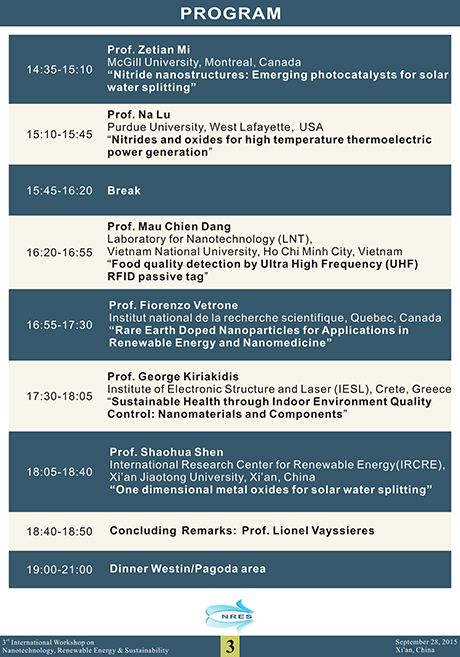 PROGRAM
14:35-15:10
Prof. Zetian Mi
McGill University, Montreal, Canada
“Nitride nanostructures: Emerging photocatalysts for solar
water splitting”
15:10-15:45
Prof. Na Lu
Purdue University, West Lafayette, USA
“Nitrides and oxides for high temperature thermoelectric
power generation”
15:45-16:20
Break
16:20-16:55
Prof. Mau Chien Dang
Laboratory for Nanotechnology (LNT),
Vietnam National University, Ho Chi Minh City, Vietnam
“Food quality detection by Ultra High Frequency (UHF)
RFID passive tag”
16:55-17:30
Prof. Fiorenzo Vetrone
Institut national de la recherche scientifique, Quebec, Canada
“Rare Earth Doped Nanoparticles for Applications in
Renewable Energy and Nanomedicine”
17:30-18:05
Prof. George Kiriakidis
Institute of Electronic Structure and Laser (IESL), Crete, Greece
“Sustainable Health through Indoor Environment Quality
Control: Nanomaterials and Components”
18:05-18:40
Prof. Shaohua Shen
International Research Center for Renewable Energy(IRCRE),
Xi’an Jiaotong University, Xi’an, China
“One dimensional metal oxides for solar water splitting”
18:40-18:50
Concluding Remarks: Prof. Lionel Vayssieres
19:00-21:00
Dinner Westin/Pagoda area
NRES
3rd International Workshop on
Nanotechnology, Renewable Energy & Sustainability
3
September 28, 2015
Xi'an, China